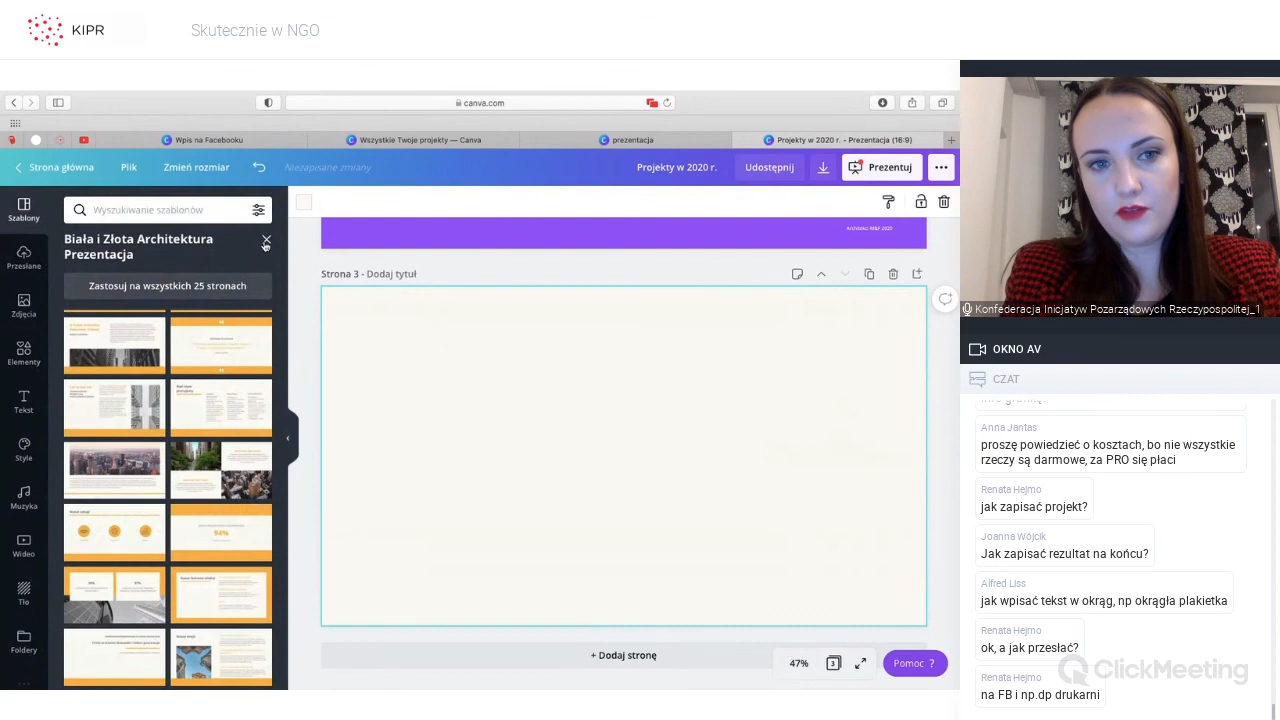 KIPR
Skutecznie w NGO
canva.com
Wpis na Facebooku
Wszystkie Twoje projekty — Canva
prezentacja
Projekty w 2020 r. - Prezentacja (16:9)
Strona główna
Plik
Zmień rozmiar
Niezapisane zmiany
Projekty w 2020 r.
Udostępnij
Prezentuj
Szablony
Przesłane
Zdjęcia
Elementy
Tekst
Style
Muzyka
Wideo
Tło
Foldery
Wyszukiwanie szablonów
Biała i Złota Architektura
Prezentacja
Zastosuj na wszystkich 25 stronach
94%
Strona 3 - Dodaj tytuł
+ Dodaj stronę
47%
3
Pomoc ?
Konfederacja Inicjatyw Pozarządowych Rzeczypospolitej_1
OKNO AV
CZAT
Anna Jantas
proszę powiedzieć o kosztach, bo nie wszystkie
rzeczy są darmowe, za PRO się płaci
Renata Hejmo
jak zapisać projekt?
Joanna Wójcik
Jak zapisać rezultat na końcu?
Alfred Liss
jak wpisać tekst w okrąg, np okrągła plakietka
Renata Hejmo
ok, a jak przesłać?
Renata Hejmo
na FB i np.dp drukarni
ClickMeeting